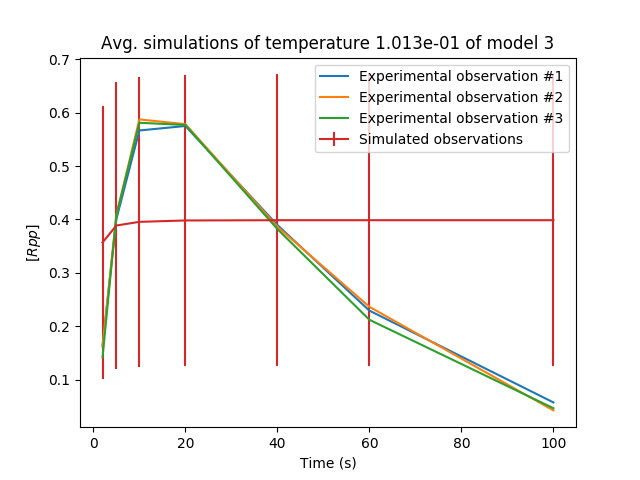 Avg. simulations of temperature 1.013e-01 of model 3
0.7
0.6
0.5
0.4
0.3
0.2
0.1
[Rpp]
Experimental observation #1
Experimental observation #2
Experimental observation #3
Simulated observations
0 20 40 60 80 100
Time (s)